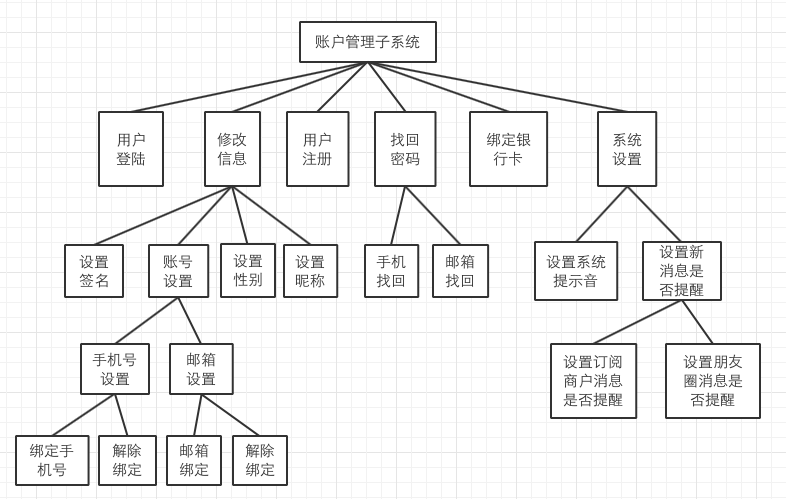 账户管理子系统
用户
登陆
修改
信息
用户
注册
找回
密码
绑定银
行卡
系统
设置
设置
签名
账号
设置
设置
性别
设置
昵称
手机
找回
邮箱
找回
设置系统
提示音
设置新
消息是
否提醒
手机号
设置
邮箱
设置
设置订阅
商户消息
是否提醒
设置朋友
圈消息是
否提醒
绑定手
机号
解除
绑定
邮箱
绑定
解除
绑定